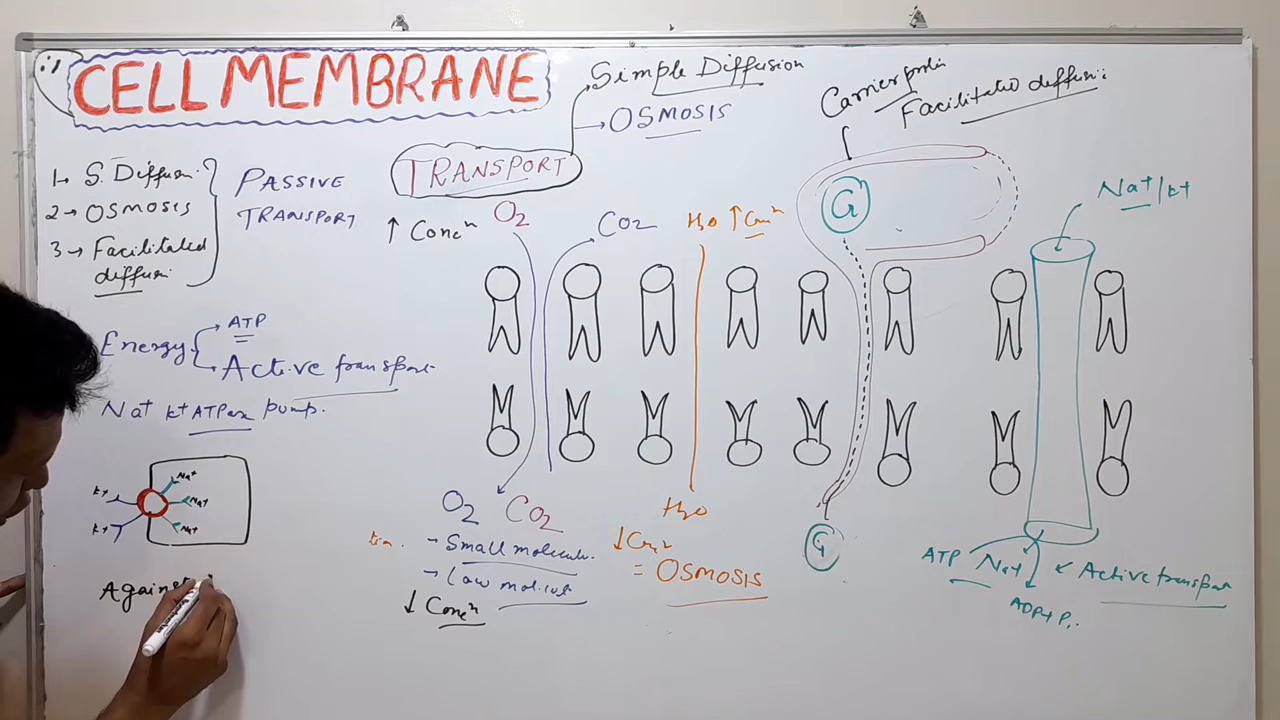 CELL MEMBRANE
Simple Diffusion
OSMOSIS
TRANSPORT
1→ S. Diffusion.
2→ OSMOSIS
3→ Facilitated
diffusion
PASSIVE
TRANSPORT
Energy
ATP
Active transport
Na+ K+ ATPase pump.
K+
K+
Na+
Na+
Na+
Against
↑ Concn
O2
CO2
H2O ↑ Concn
O2 CO2
→ Small molecule.
→ Low molecule
↓ Concn
tion.
H2O
↓ Concn
= OSMOSIS
Carrier protein
Facilitated diffusion
G
G
Na+/K+
ATP Na+
Active transport
ADP+Pi